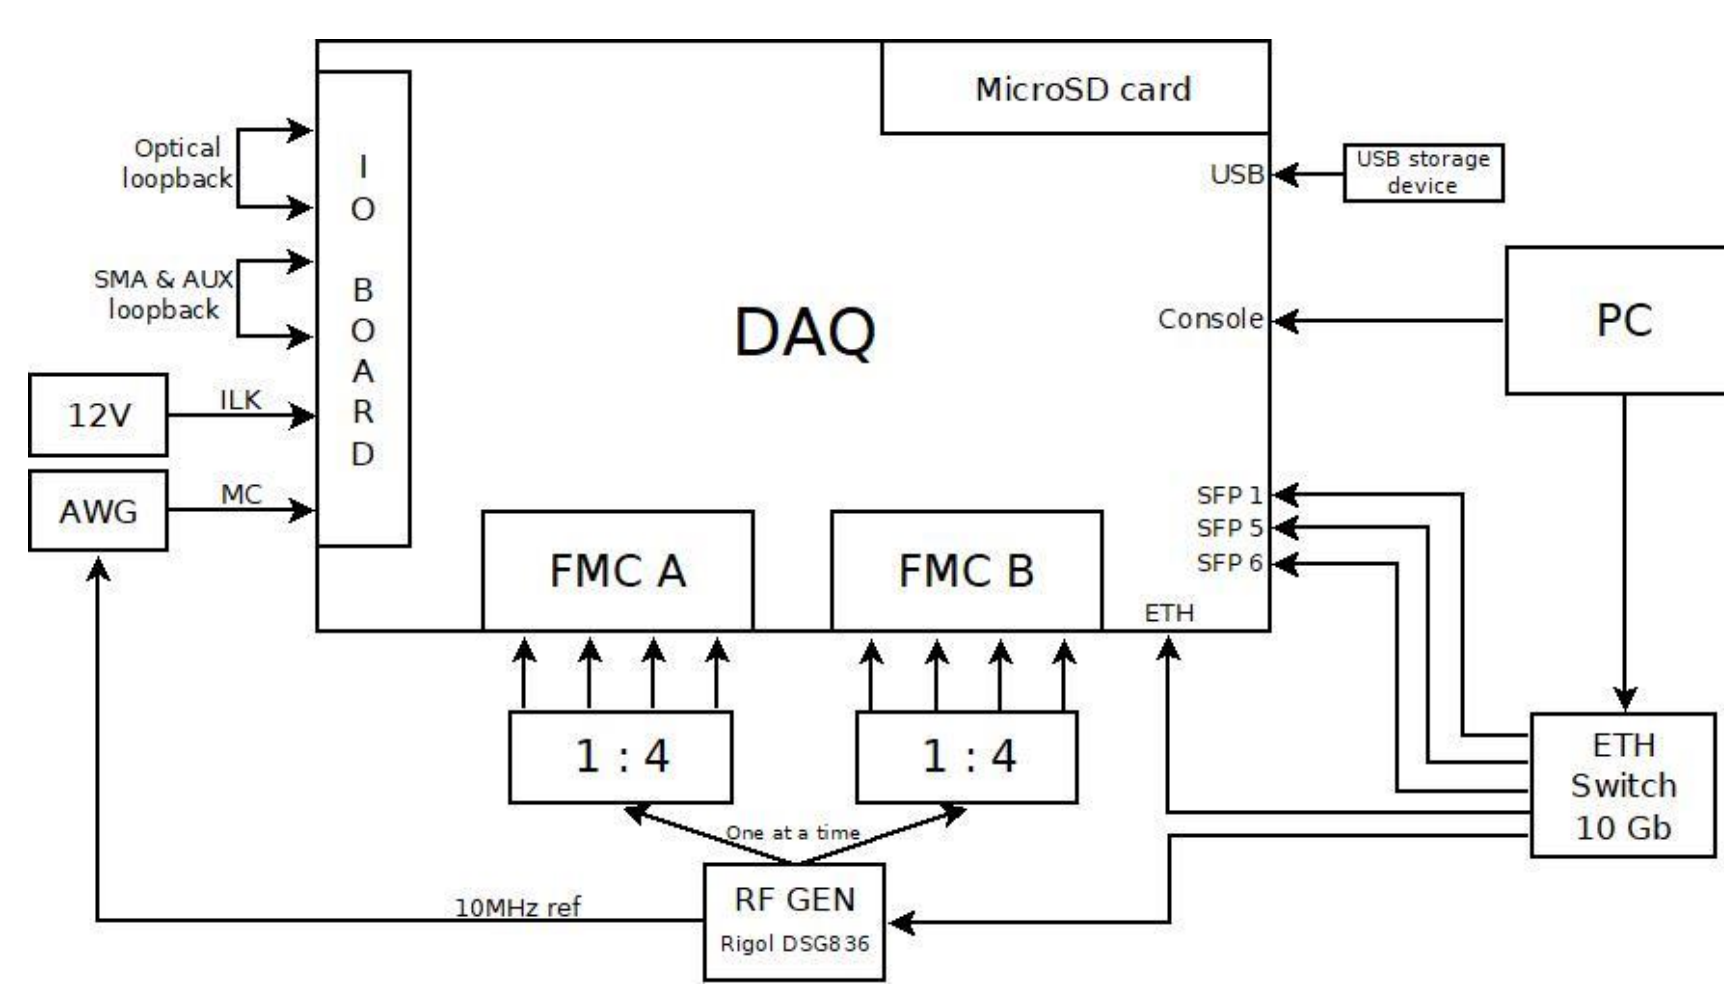 MicroSD card
Optical
loopback
I
O
B
O
A
R
D
USB
USB storage
device
SMA & AUX
loopback
DAQ
Console
PC
12V
ILK
AWG
MC
SFP 1
SFP 5
SFP 6
FMC A
FMC B
ETH
1 : 4
1 : 4
ETH
Switch
10 Gb
One at a time
10MHz ref
RF GEN
Rigol DSG836